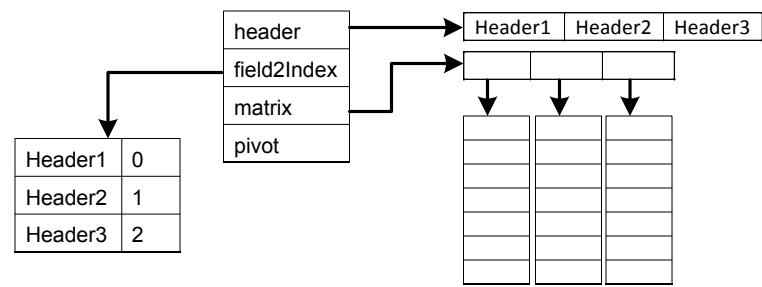 header
field2Index
matrix
pivot
Header1 Header2 Header3
Header1 0
Header2 1
Header3 2